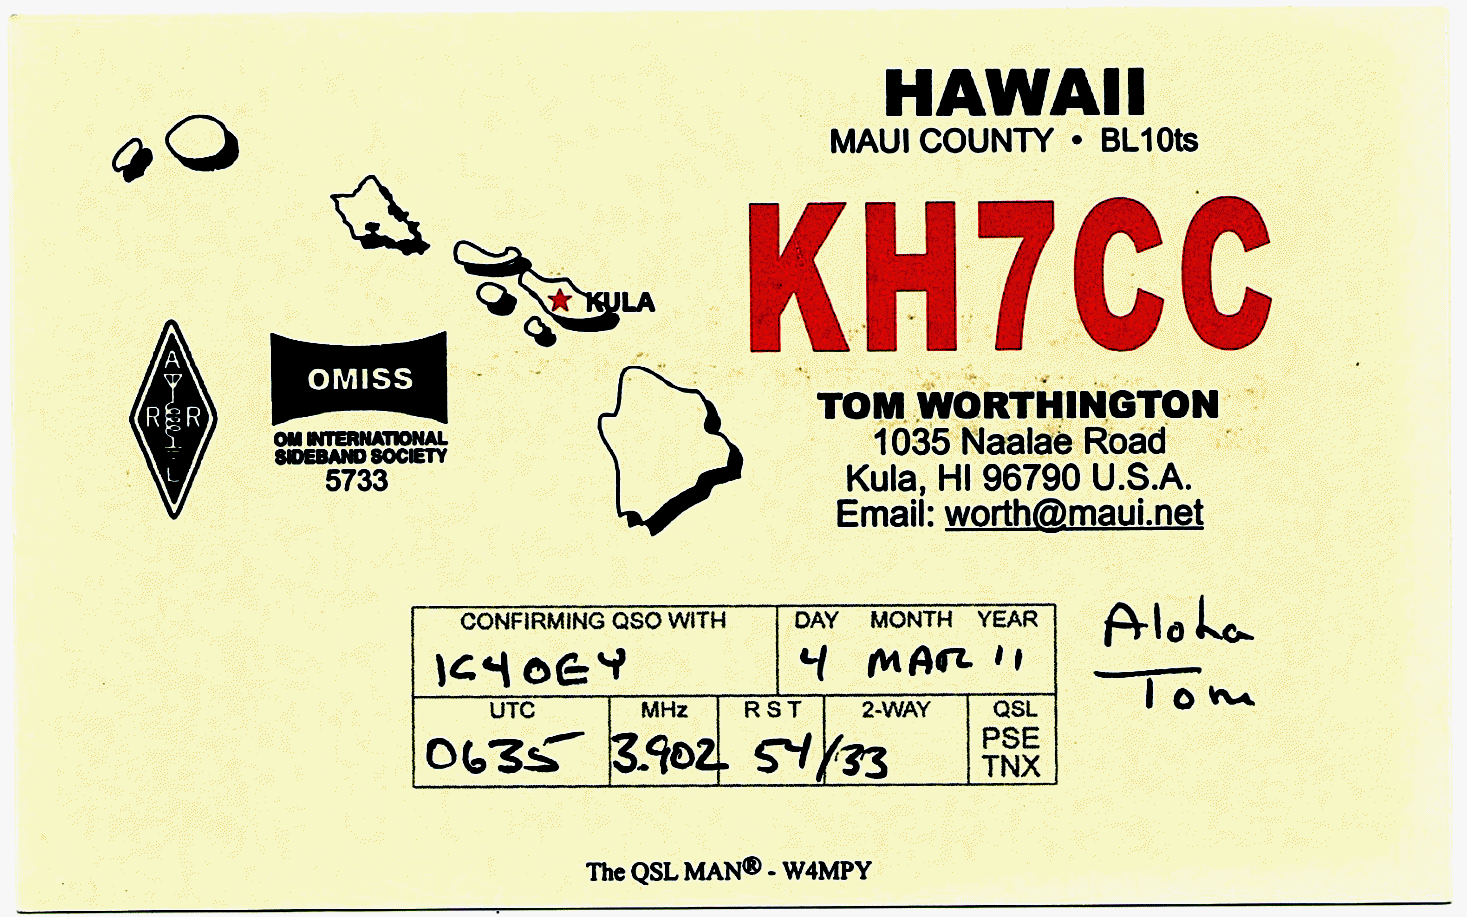 HAWAII
MAUI COUNTY • BL10ts
KH7CC
KULA
ARRL
OMISS
OM INTERNATIONAL
SIDEBAND SOCIETY
5733
TOM WORTHINGTON
1035 Naalae Road
Kula, HI 96790 U.S.A.
Email: worth@maui.net
CONFIRMING QSO WITH DAY MONTH YEAR
K4OEY 4 MAR 11
UTC MHz R S T 2-WAY QSL
0635 3.902 54/33 PSE
TNX
Aloha
Tom
The QSL MAN® - W4MPY